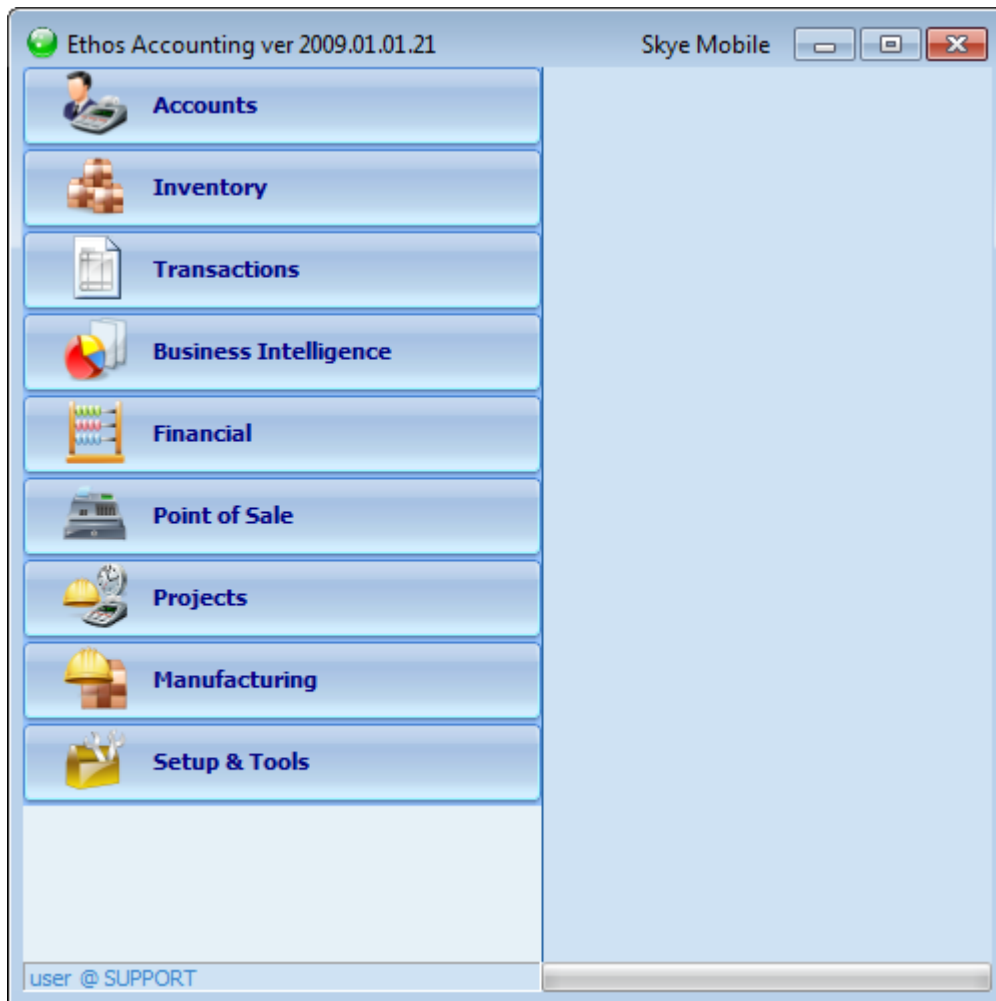 Ethos Accounting ver 2009.01.01.21 Skye Mobile
Accounts
Inventory
Transactions
Business Intelligence
Financial
Point of Sale
Projects
Manufacturing
Setup & Tools
user @ SUPPORT